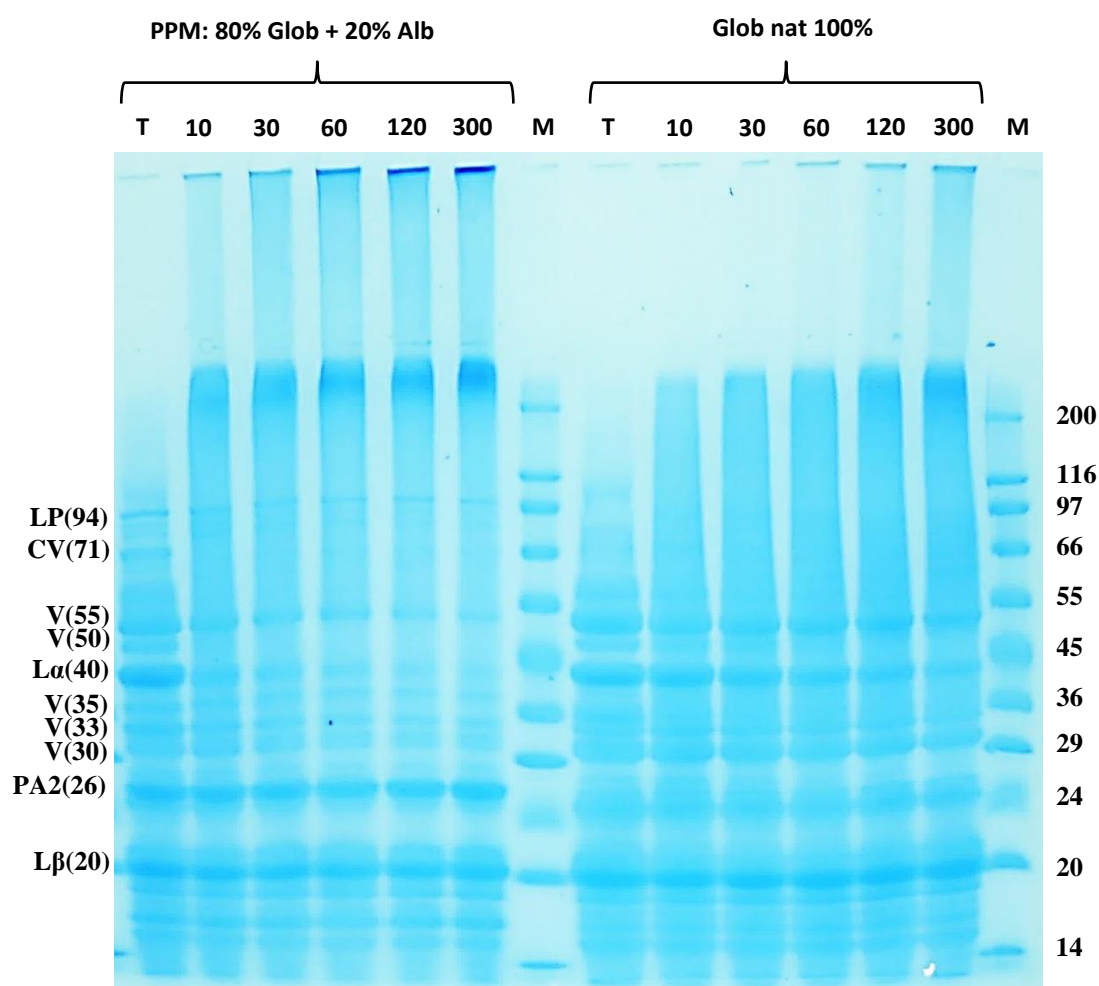 PPM: 80% Glob + 20% Alb
Glob nat 100%
T 10 30 60 120 300 M T 10 30 60 120 300 M
200
116
LP(94)
97
CV(71)
66
V(55)
55
V(50)
45
Lα(40)
V(35)
36
V(33)
V(30)
29
PA2(26)
24
Lβ(20)
20
14